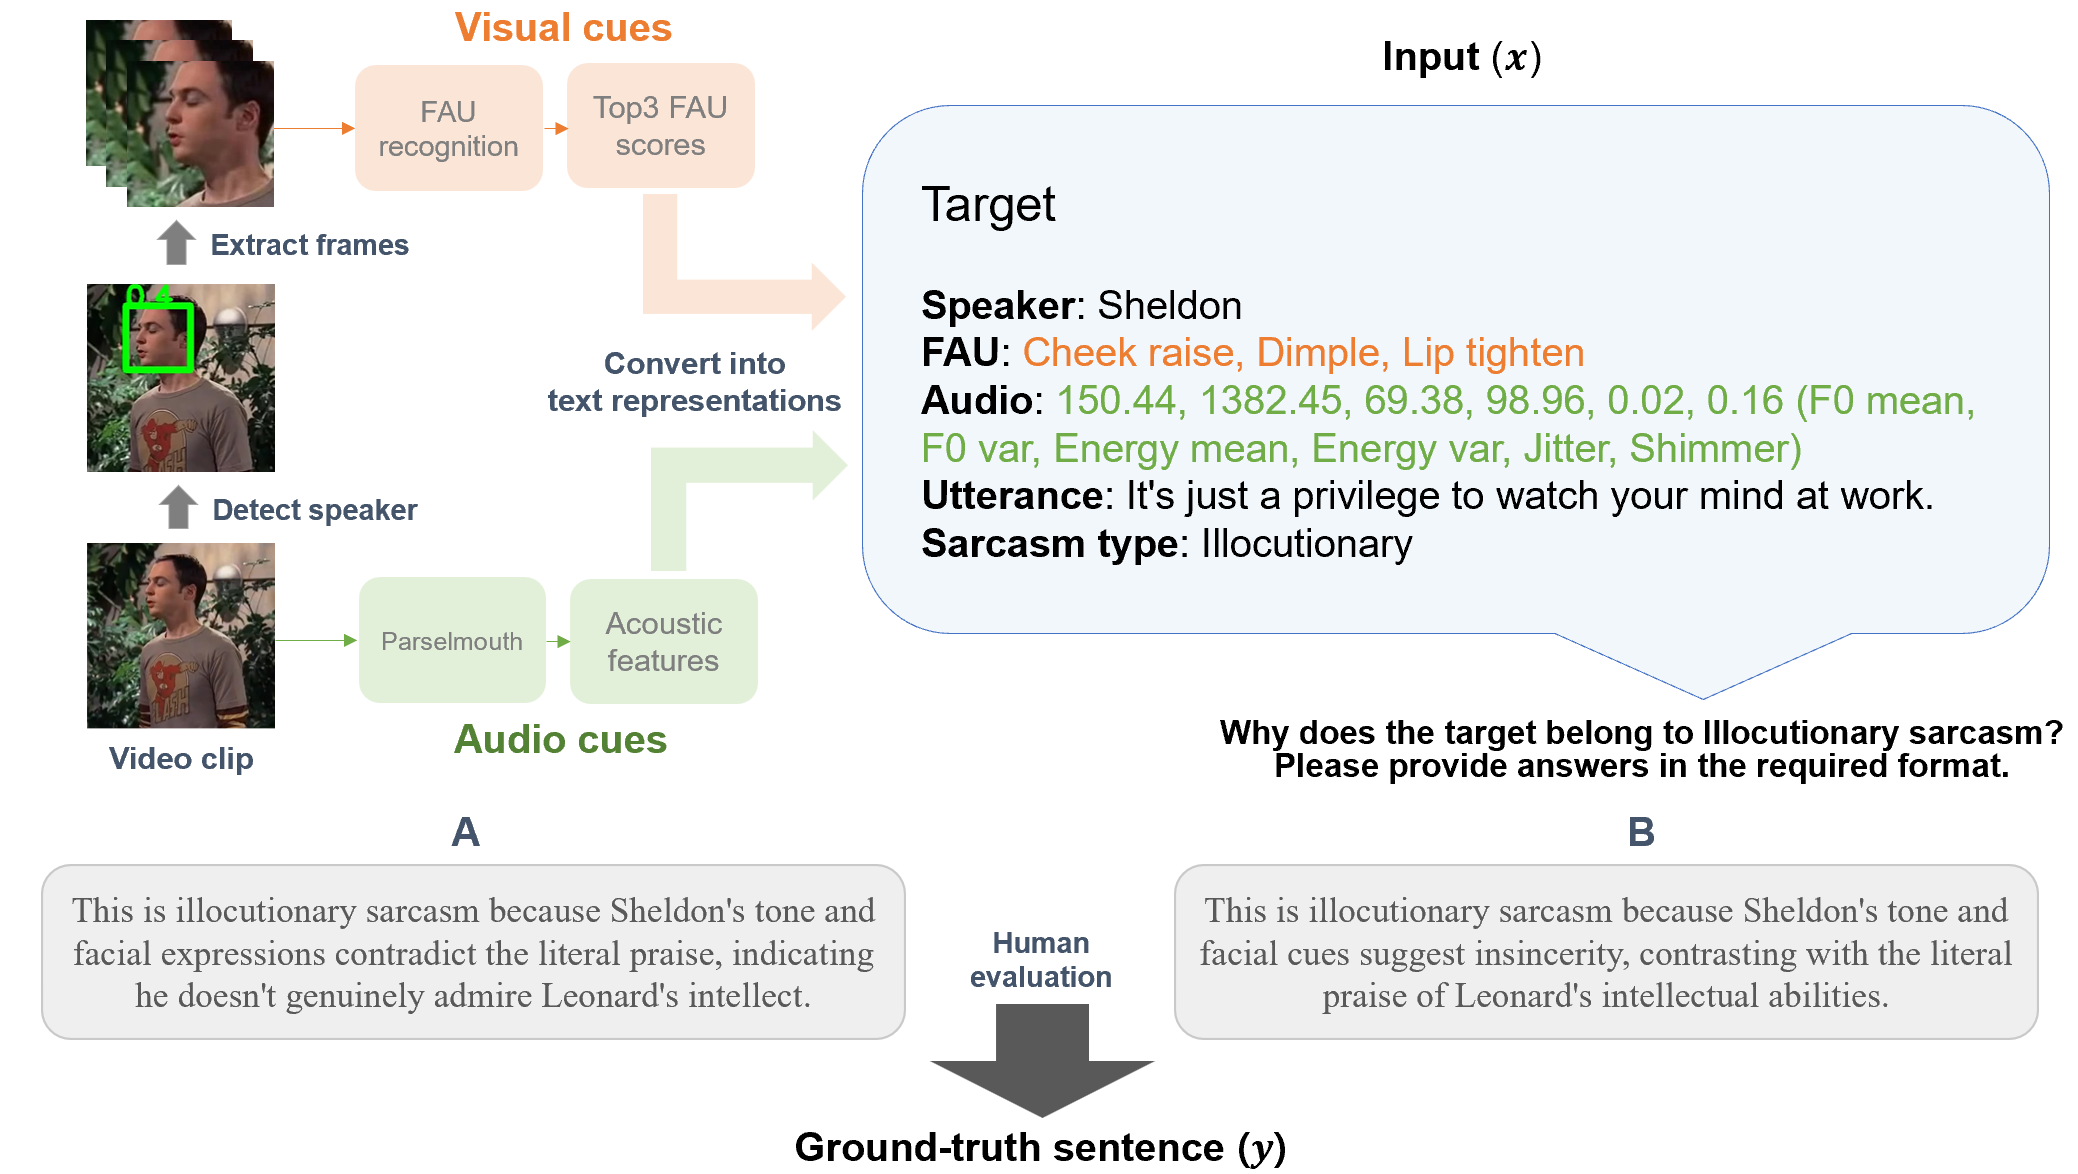 Visual cues
FAU
recognition
Top3 FAU
scores
Extract frames
0.4
Detect speaker
Convert into
text representations
Parselmouth
Acoustic
features
Audio cues
Video clip
Input (x)
Target
Speaker: Sheldon
FAU: Cheek raise, Dimple, Lip tighten
Audio: 150.44, 1382.45, 69.38, 98.96, 0.02, 0.16 (F0 mean,
F0 var, Energy mean, Energy var, Jitter, Shimmer)
Utterance: It's just a privilege to watch your mind at work.
Sarcasm type: Illocutionary
Why does the target belong to Illocutionary sarcasm?
Please provide answers in the required format.
A
This is illocutionary sarcasm because Sheldon's tone and
facial expressions contradict the literal praise, indicating
he doesn't genuinely admire Leonard's intellect.
Human
evaluation
B
This is illocutionary sarcasm because Sheldon's tone and
facial cues suggest insincerity, contrasting with the literal
praise of Leonard's intellectual abilities.
Ground-truth sentence (y)